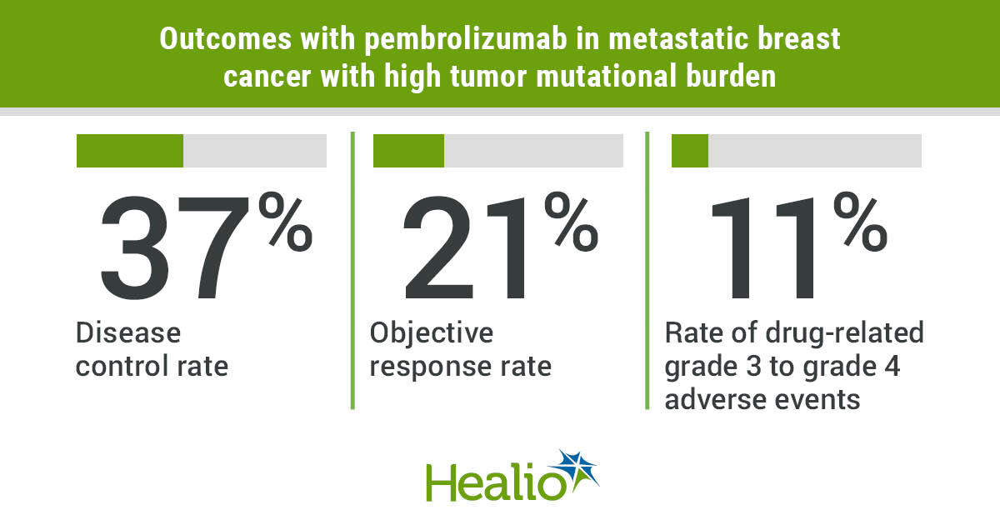 Outcomes with pembrolizumab in metastatic breast
cancer with high tumor mutational burden
37%
Disease
control rate
21%
Objective
response rate
11%
Rate of drug-related
grade 3 to grade 4
adverse events
Healio